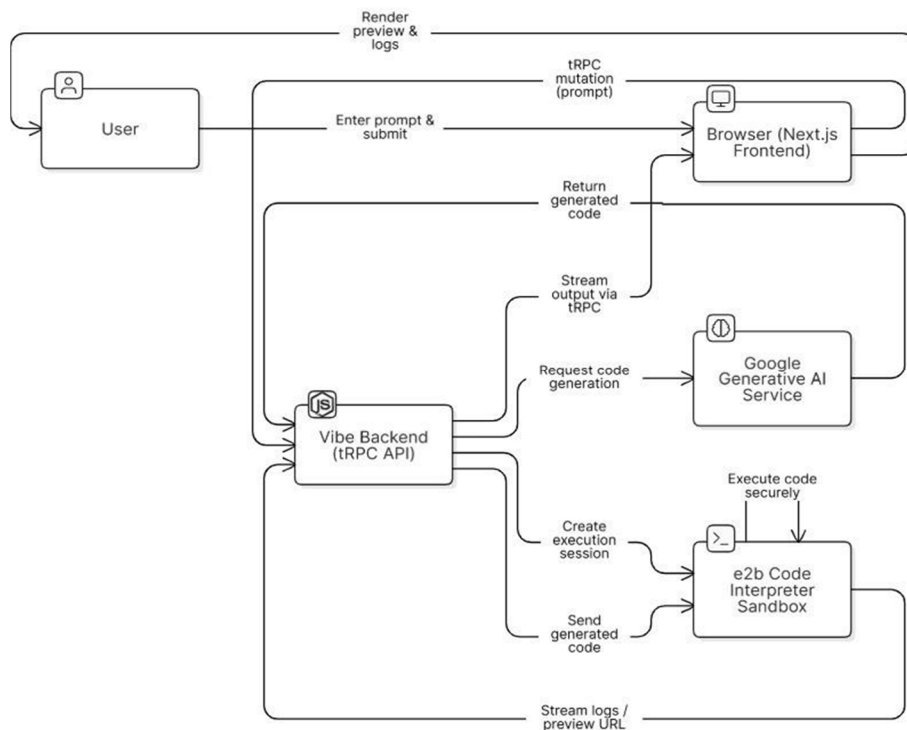 Render
preview &
logs
tRPC
mutation
(prompt)
User
Enter prompt &
submit
Browser (Next.js
Frontend)
Return
generated
code
Stream
output via
tRPC
Request code
generation
Google
Generative AI
Service
JS
Vibe Backend
(tRPC API)
Execute code
securely
Create
execution
session
>_
e2b Code
Interpreter
Sandbox
Send
generated
code
Stream logs /
preview URL